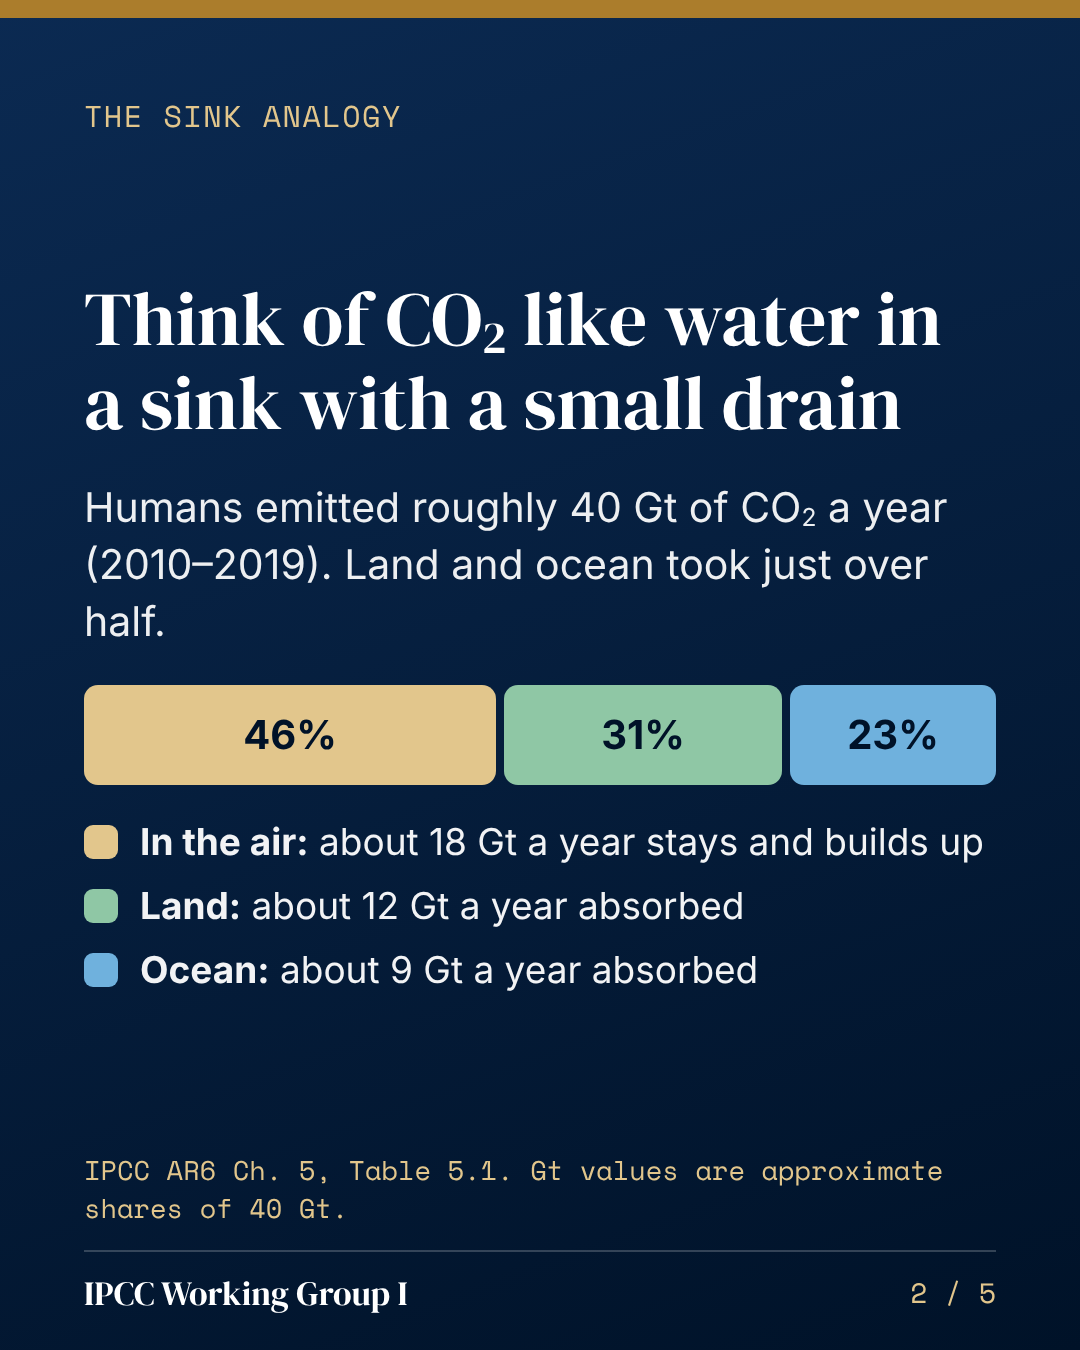 THE SINK ANALOGY
Think of CO₂ like water in
a sink with a small drain
Humans emitted roughly 40 Gt of CO₂ a year
(2010–2019). Land and ocean took just over
half.
46% 31% 23%
In the air: about 18 Gt a year stays and builds up
Land: about 12 Gt a year absorbed
Ocean: about 9 Gt a year absorbed
IPCC AR6 Ch. 5, Table 5.1. Gt values are approximate
shares of 40 Gt.
IPCC Working Group I 2 / 5